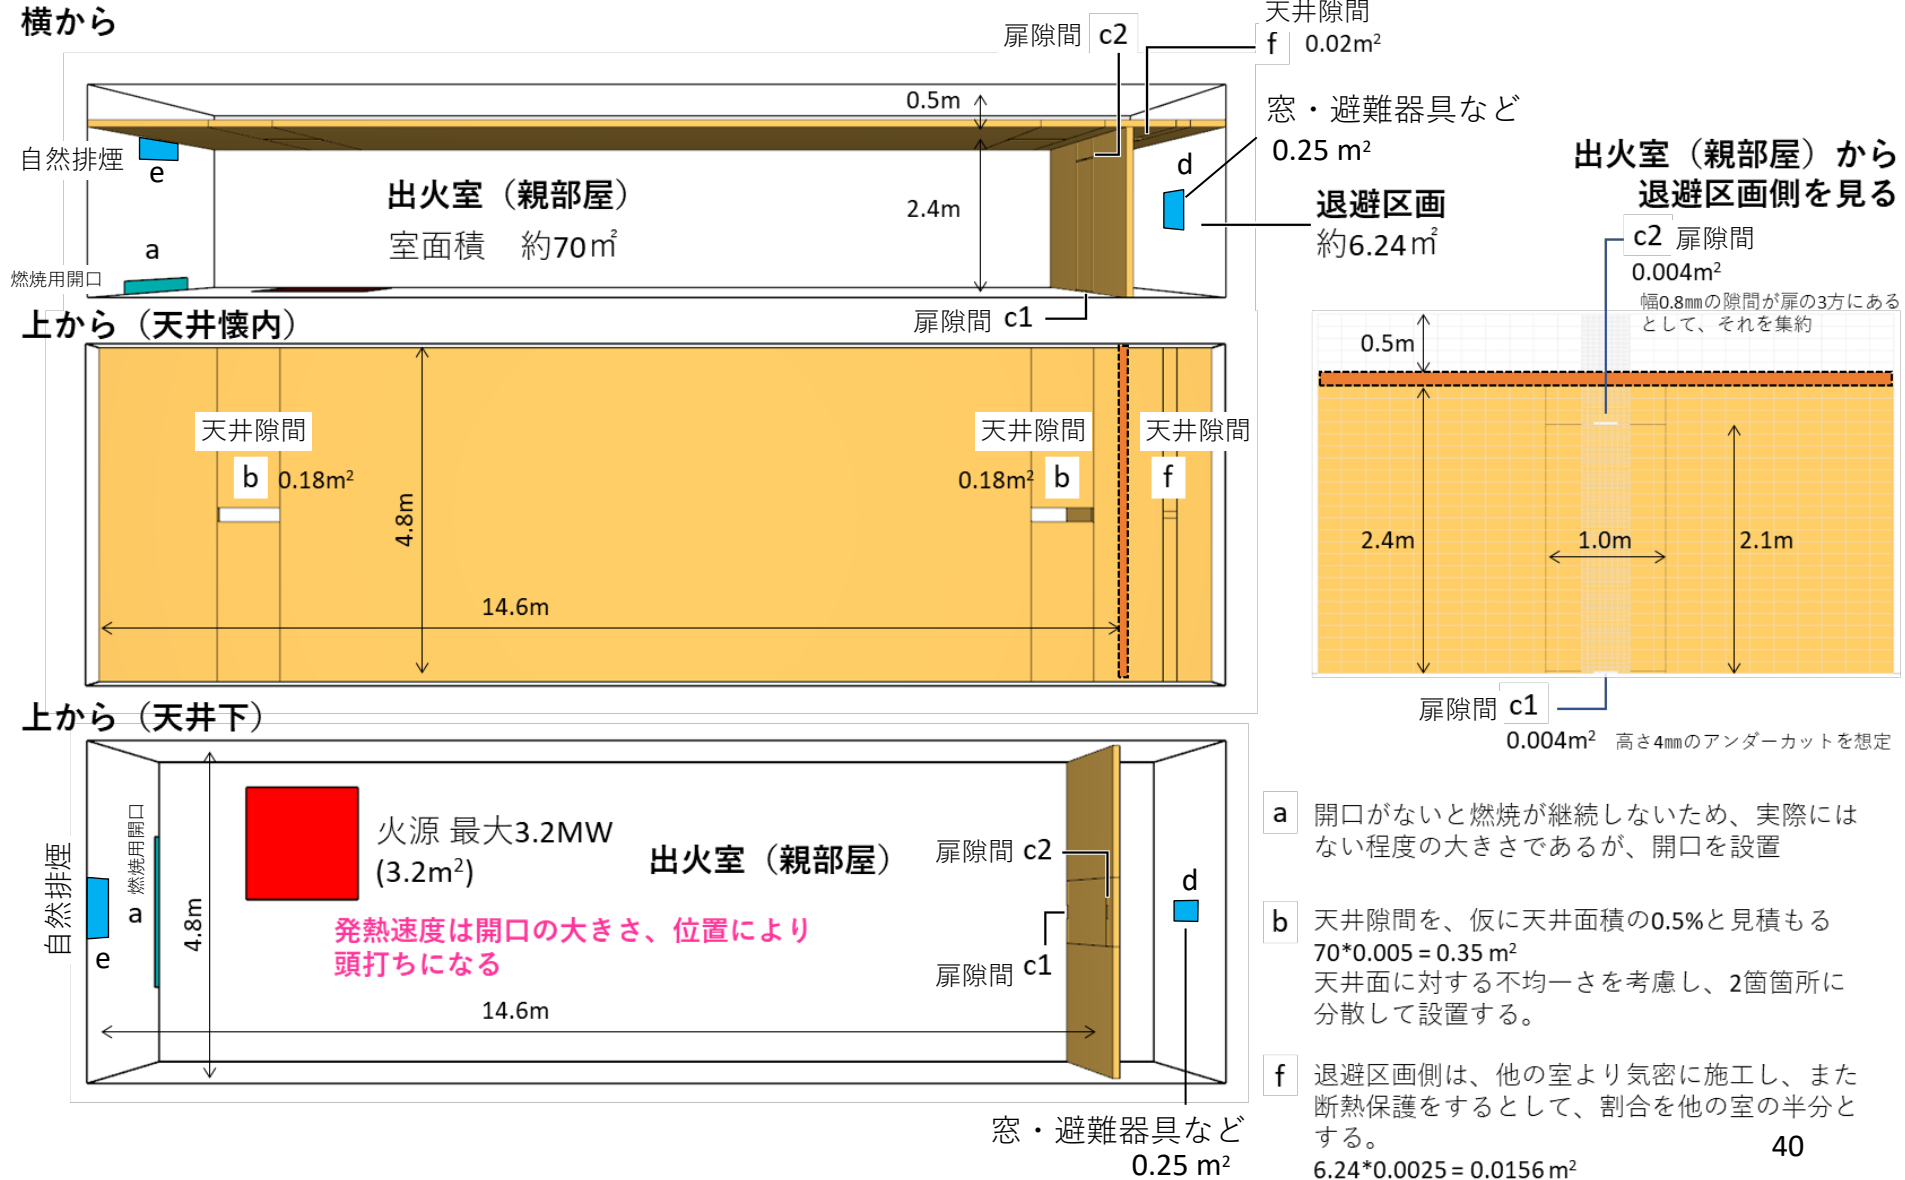 横から
扉隙間 c2
天井隙間
f 0.02m²
0.5m
窓・避難器具など
0.25 m²
自然排煙
e
出火室（親部屋）
室面積 約70㎡
2.4m
d
退避区画
約6.24㎡
a
燃焼用開口
扉隙間 c1
出火室（親部屋）から
退避区画側を見る
c2 扉隙間
0.004m²
幅0.8㎜の隙間が扉の3方にある
として、それを集約
0.5m
2.4m
1.0m
2.1m
扉隙間 c1
0.004m² 高さ4㎜のアンダーカットを想定
上から（天井懐内）
天井隙間
b 0.18m²
4.8m
14.6m
天井隙間
0.18m² b
天井隙間
f
上から（天井下）
自然排煙
e
燃焼用開口
a
4.8m
火源 最大3.2MW
(3.2m²)
出火室（親部屋）
発熱速度は開口の大きさ、位置により
頭打ちになる
14.6m
扉隙間 c2
扉隙間 c1
d
窓・避難器具など
0.25 m²
a 開口がないと燃焼が継続しないため、実際には
ない程度の大きさであるが、開口を設置
b 天井隙間を、仮に天井面積の0.5%と見積もる
70*0.005 = 0.35 m²
天井面に対する不均一さを考慮し、2箇箇所に
分散して設置する。
f 退避区画側は、他の室より気密に施工し、また
断熱保護をするとして、割合を他の室の半分と
する。
6.24*0.0025 = 0.0156 m²
40